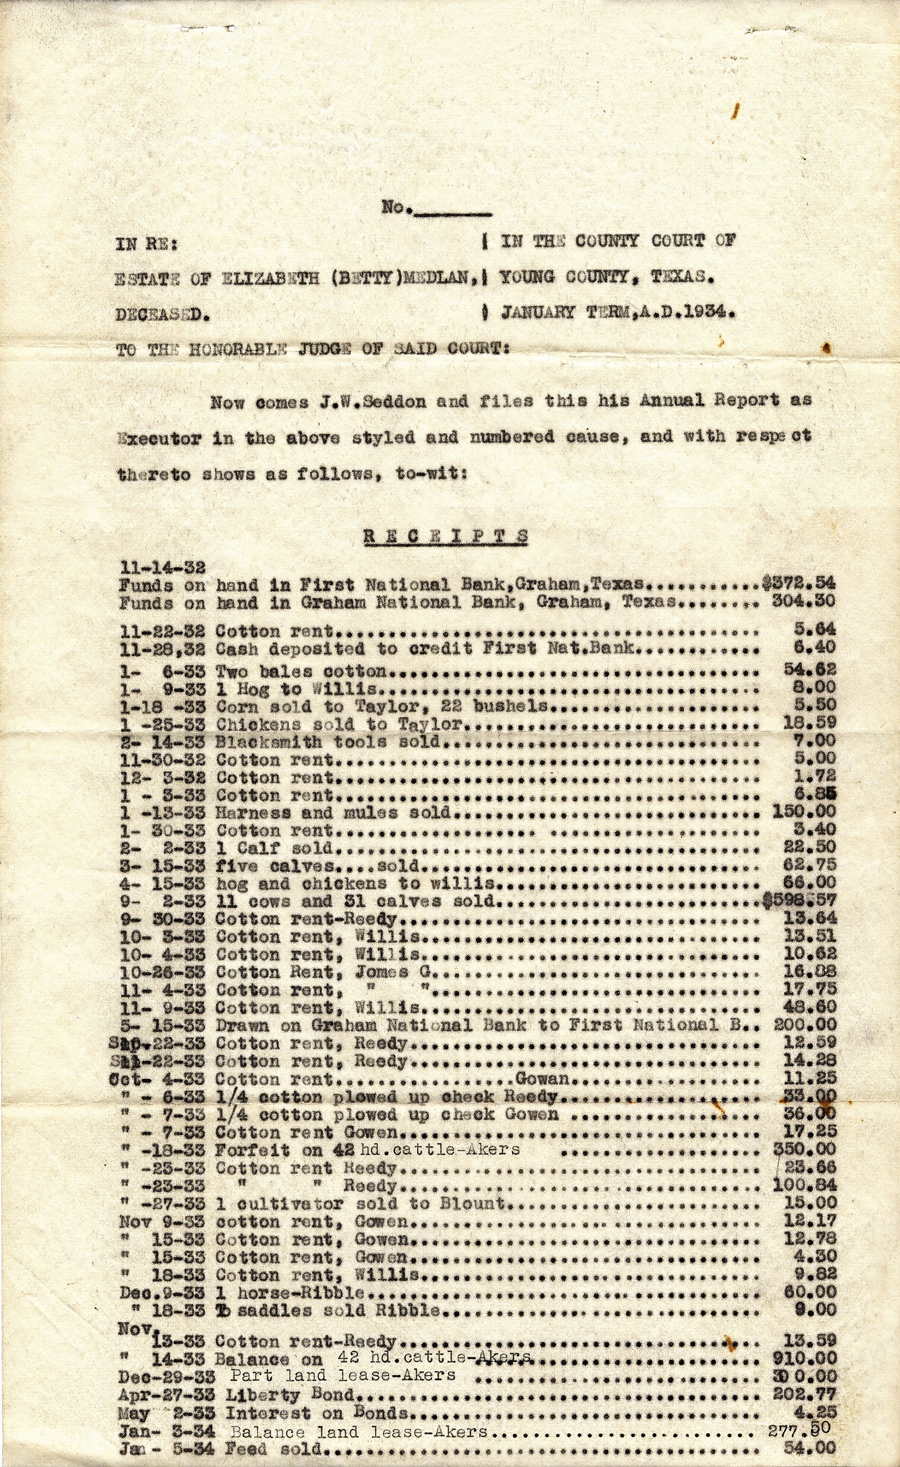 No.______
IN RE: ( IN THE COUNTY COURT OF
ESTATE OF ELIZABETH (BETTY)MEDLAN,( YOUNG COUNTY, TEXAS.
DECEASED. ( JANUARY TERM,A.D.1934.
TO THE HONORABLE JUDGE OF SAID COURT:
Now comes J.W.Seddon and files this his Annual Report as
Executor in the above styled and numbered cause, and with respect
thereto shows as follows, to-wit:
R E C E I P T S
11-14-32
Funds on hand in First National Bank,Graham,Texas...........$372.54
Funds on hand in Graham National Bank, Graham, Texas........ 304.30
11-22-32 Cotton rent........................................ 5.64
11-28,32 Cash deposited to credit First Nat.Bank............ 6.40
1- 6-33 Two bales cotton.................................... 54.62
1- 9-33 1 Hog to Willis..................................... 8.00
1-18 -33 Corn sold to Taylor, 22 bushels.................... 5.50
1 -25-33 Chickens sold to Taylor............................ 18.59
2- 14-33 Blacksmith tools sold.............................. 7.00
11-30-32 Cotton rent........................................ 5.00
12- 3-32 Cotton rent........................................ 1.72
1 - 3-33 Cotton rent........................................ 6.85
1 -13-33 Harness and mules sold............................. 150.00
1- 30-33 Cotton rent........................................ 3.40
2- 2-33 1 Calf sold......................................... 22.50
3- 15-33 five calves....sold................................ 62.75
4- 15-33 hog and chickens to willis......................... 66.00
9- 2-33 11 cows and 31 calves sold..........................$598.57
9- 30-33 Cotton rent-Reedy.................................. 13.64
10- 3-33 Cotton rent, Willis................................ 13.51
10- 4-33 Cotton rent, Willis................................ 10.62
10-26-33 Cotton Rent, Jomes G............................... 16.88
11- 4-33 Cotton rent, " "................................... 17.75
11- 9-33 Cotton rent, Willis................................ 48.60
5- 15-33 Drawn on Graham National Bank to First National B.. 200.00
22-33 Cotton rent, Reedy.................................... 12.59
22-33 Cotton rent, Reedy.................................... 14.28
Oct- 4-33 Cotton rent................Gowan.................. 11.25
" - 6-33 1/4 cotton plowed up check Reedy................... 33.00
" - 7-33 1/4 cotton plowed up check Gowen .................. 36.00
" - 7-33 Cotton rent Gowen.................................. 17.25
" -18-33 Forfeit on 42 hd.cattle-Akers .................. 350.00
" -23-33 Cotton rent Reedy.................................. 23.66
" -23-33 " " Reedy.................................. 100.84
" -27-33 1 cultivator sold to Blount........................ 15.00
Nov 9-33 cotton rent, Gowen................................. 12.17
" 15-33 Cotton rent, Gowen.................................. 12.78
" 15-33 Cotton rent, Gowen.................................. 4.30
" 18-33 Cotton rent, Willis................................. 9.82
Dec.9-33 1 horse-Ribble..................................... 60.00
" 18-33 saddles sold Ribble................................. 9.00
Nov.
13-33 Cotton rent-Reedy..................................... 13.59
" 14-33 Balance on 42 hd.cattle-Akers....................... 910.00
Dec-29-33 Part land lease-Akers ........................ 300.00
Apr-27-33 Liberty Bond...................................... 202.77
May 2-33 Interest on Bonds.................................. 4.25
Jan- 3-34 Balance land lease-Akers........................ 277.50
Jan - 5-34 Feed sold........................................ 54.00